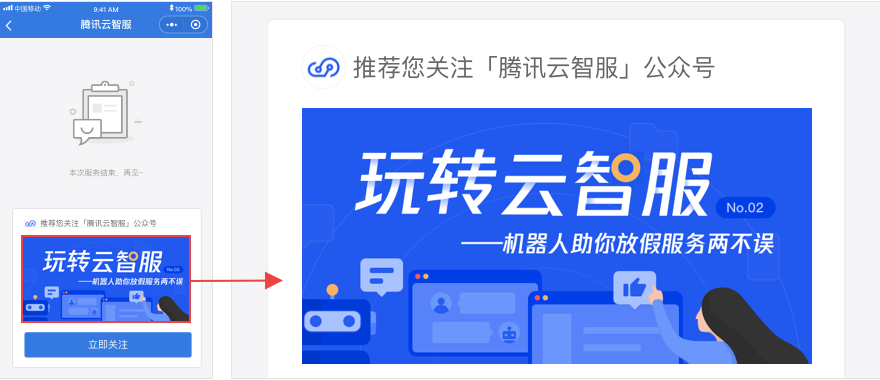 中国移动 9:41 AM 100%
腾讯云智服
本次服务结束，再见~
推荐您关注「腾讯云智服」公众号
玩转云智服
No.02
——机器人助你放假服务两不误
立即关注
推荐您关注「腾讯云智服」公众号
玩转云智服
No.02
——机器人助你放假服务两不误